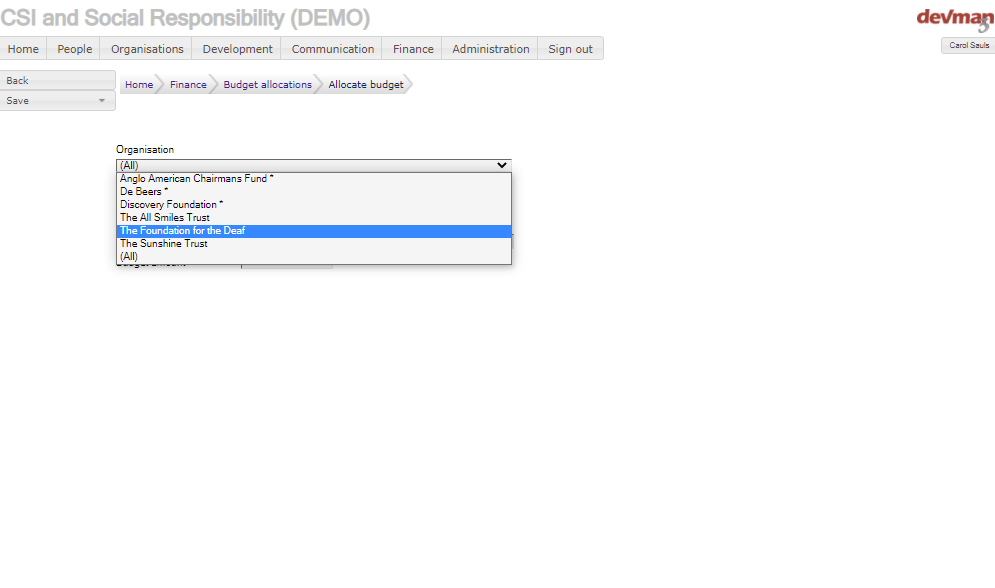 CSI and Social Responsibility (DEMO)
devman
3
Home People Organisations Development Communication Finance Administration Sign out
Carol Sauls
Back
Save
Home Finance Budget allocations Allocate budget
Organisation
(All)
Anglo American Chairmans Fund *
De Beers *
Discovery Foundation *
The All Smiles Trust
The Foundation for the Deaf
The Sunshine Trust
(All)